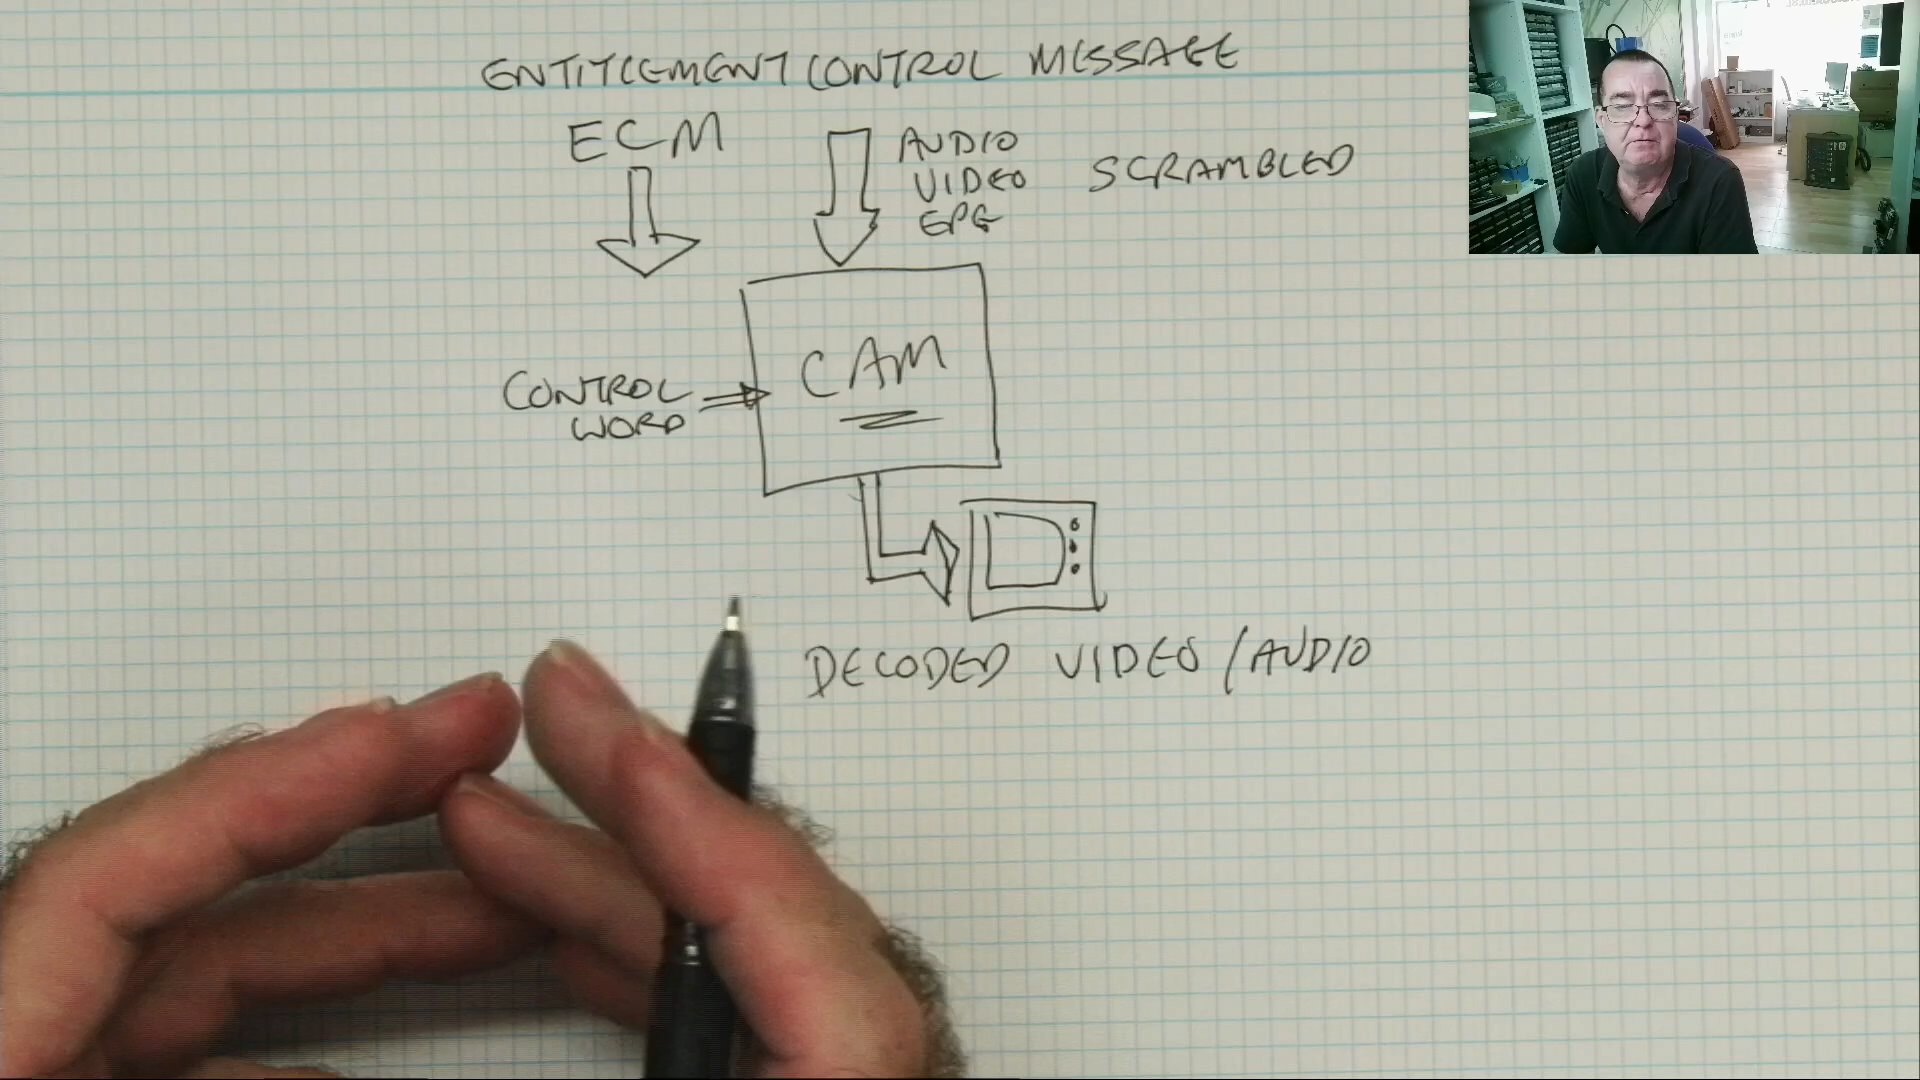 ENTITLEMENT CONTROL MESSAGE
ECM
AUDIO
VIDEO
EPG
SCRAMBLED
CAM
CONTROL
WORD
DECODED VIDEO / AUDIO